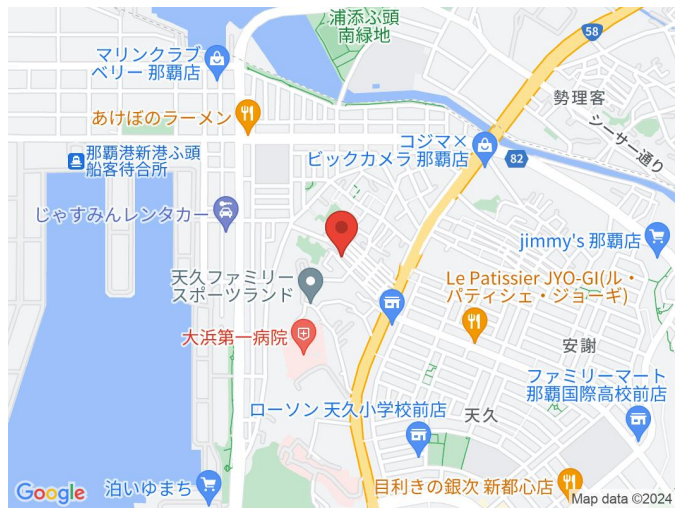 浦添ふ頭
南緑地
58
マリンクラブ
ベリー 那覇店
勢理客
あけぼのラーメン
シーサー通り
コジマ×
ビックカメラ 那覇店
82
那覇港新港ふ頭
船客待合所
じゃすみんレンタカー
jimmy's 那覇店
天久ファミリー
スポーツランド
Le Patissier JYO-GI(ル・
パティシェ・ジョーギ)
大浜第一病院
安謝
ファミリーマート
那覇国際高校前店
ローソン 天久小学校前店
天久
泊いゆまち
目利きの銀次 新都心店
Google
Map data ©2024